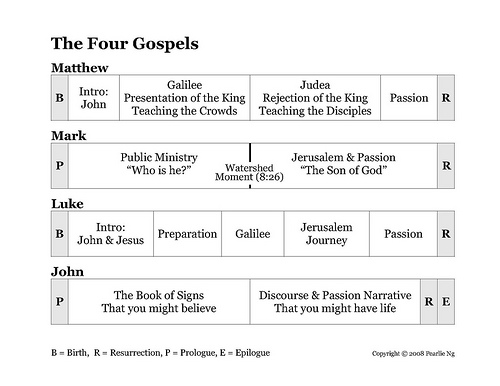 The Four Gospels
Matthew
B
Intro:
John
Galilee
Presentation of the King
Teaching the Crowds
Judea
Rejection of the King
Teaching the Disciples
Passion
R
Mark
P
Public Ministry
“Who is he?”
Watershed
Moment (8:26)
Jerusalem & Passion
“The Son of God”
R
Luke
B
Intro:
John & Jesus
Preparation
Galilee
Jerusalem
Journey
Passion
R
John
P
The Book of Signs
That you might believe
Discourse & Passion Narrative
That you might have life
R
E
B = Birth, R = Resurrection, P = Prologue, E = Epilogue
Copyright © 2008 Pearlie Ng